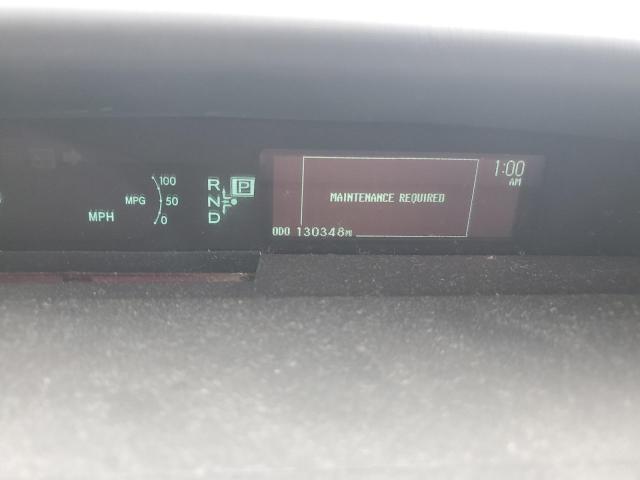 100
MPG 50
0
MPH
R P
N
D
1:00
AM
MAINTENANCE REQUIRED
ODO 130348MI